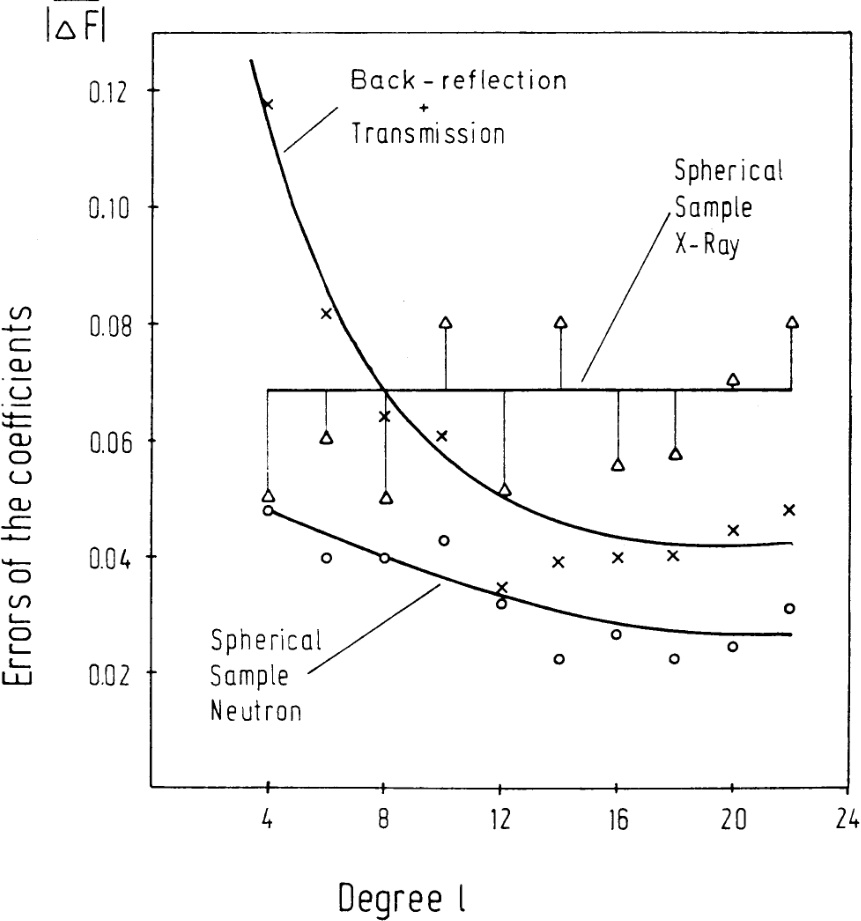 |△ F|
0.12
0.10
0.08
0.06
0.04
0.02
Errors of the coefficients
Back-reflection
+
Transmission
Spherical
Sample
X-Ray
Spherical
Sample
Neutron
4 8 12 16 20 24
Degree l